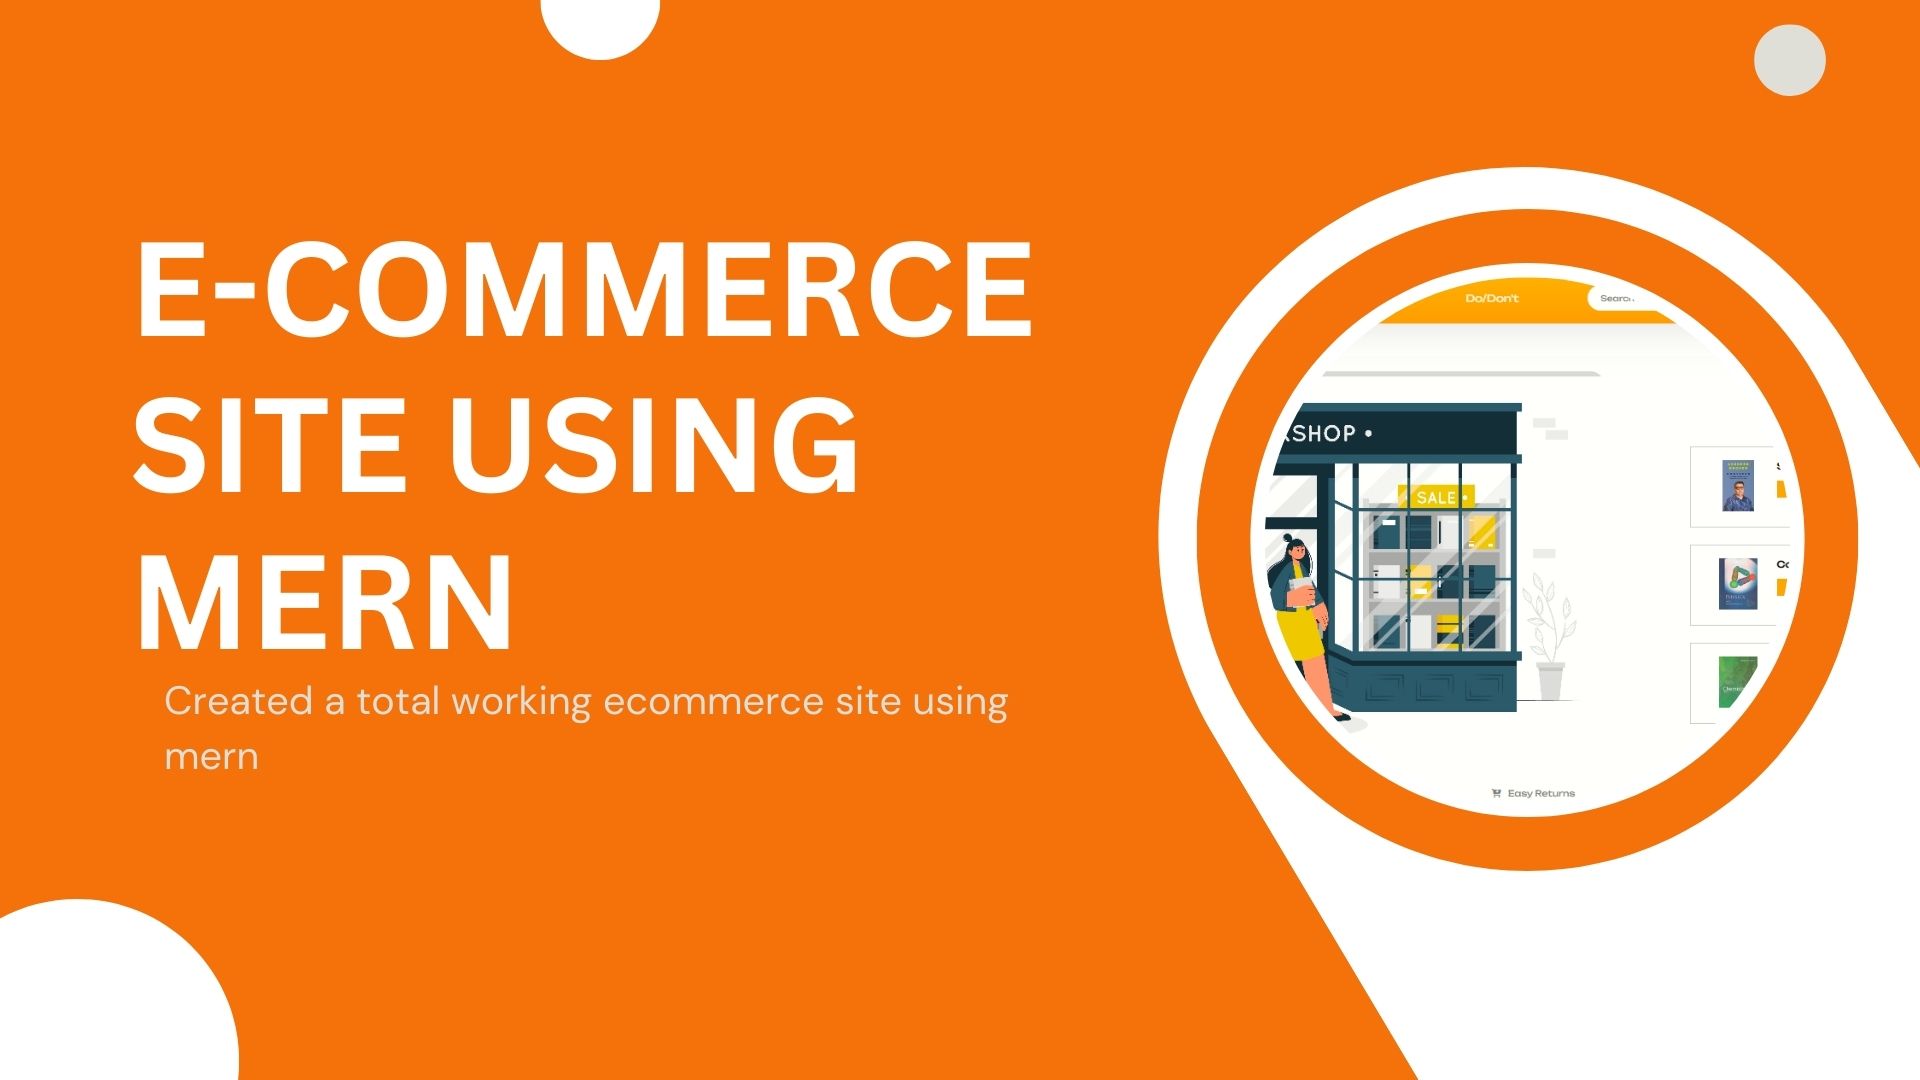 E-COMMERCE
SITE USING
MERN
Created a total working ecommerce site using
mern
Do/Don't
SHOP •
• SALE •
Easy Returns